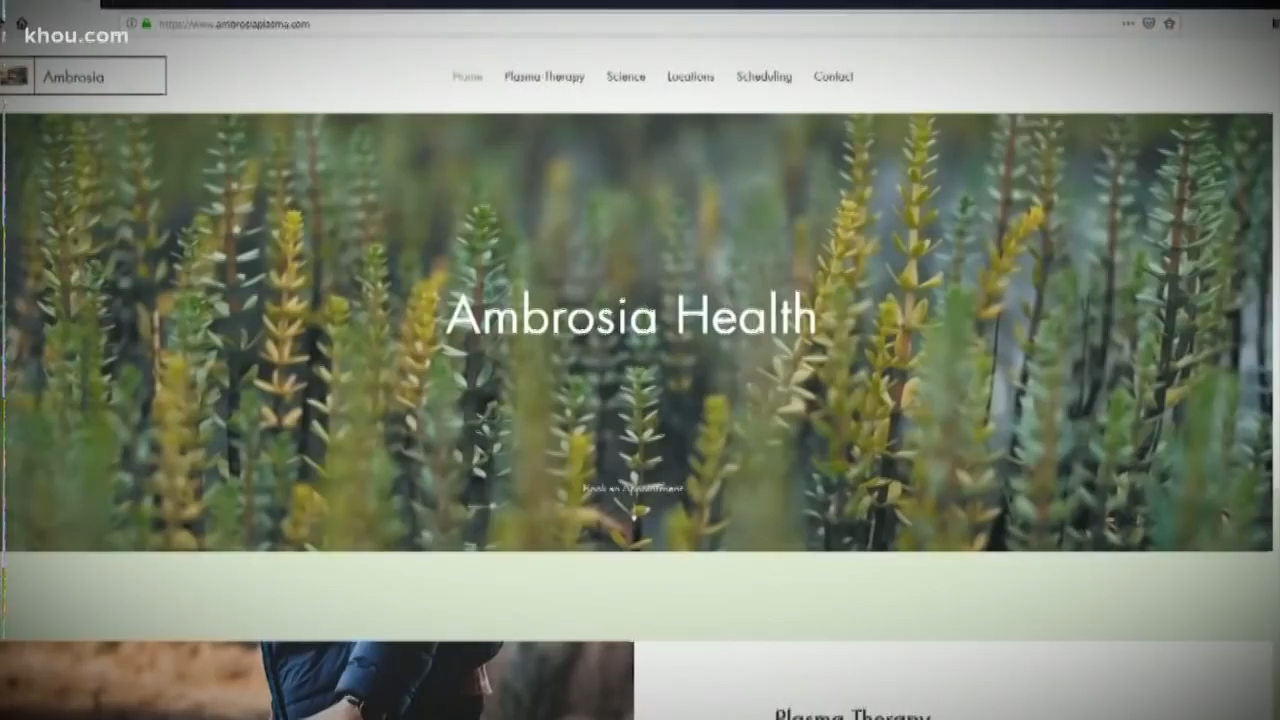 https://www.ambrosiaplasma.com
khou.com
Ambrosia
Home Plasma Therapy Science Locations Scheduling Contact
Ambrosia Health
Book an Appointment
Plasma Therapy